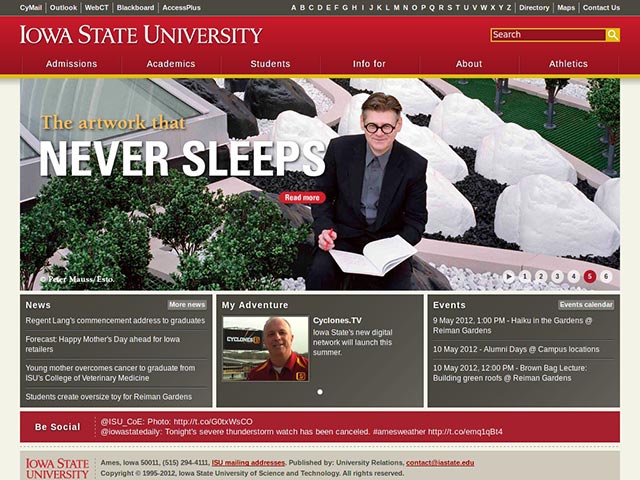 CyMail Outlook WebCT Blackboard AccessPlus A B C D E F G H I J K L M N O P Q R S T U V W X Y Z Directory Maps Contact Us
IOWA STATE UNIVERSITY Search
Admissions Academics Students Info for About Athletics
The artwork that
NEVER SLEEPS
Read more
© Peter Mauss/Esto.
1 2 3 4 5 6
News More news
Regent Lang's commencement address to graduates
Forecast: Happy Mother's Day ahead for Iowa
retailers
Young mother overcomes cancer to graduate from
ISU's College of Veterinary Medicine
Students create oversize toy for Reiman Gardens
My Adventure
CYCLONES
Cyclones.TV
Iowa State's new digital
network will launch this
summer.
Events Events calendar
9 May 2012, 1:00 PM - Haiku in the Gardens @
Reiman Gardens
10 May 2012 - Alumni Days @ Campus locations
10 May 2012, 12:00 PM - Brown Bag Lecture:
Building green roofs @ Reiman Gardens
Be Social
@ISU_CoE: Photo: http://t.co/G0txWsCO
@iowastatedaily: Tonight's severe thunderstorm watch has been canceled. #amesweather http://t.co/emq1qBt4
IOWA STATE
UNIVERSITY
Ames, Iowa 50011, (515) 294-4111, ISU mailing addresses. Published by: University Relations, contact@iastate.edu
Copyright © 1995-2012, Iowa State University of Science and Technology. All rights reserved.